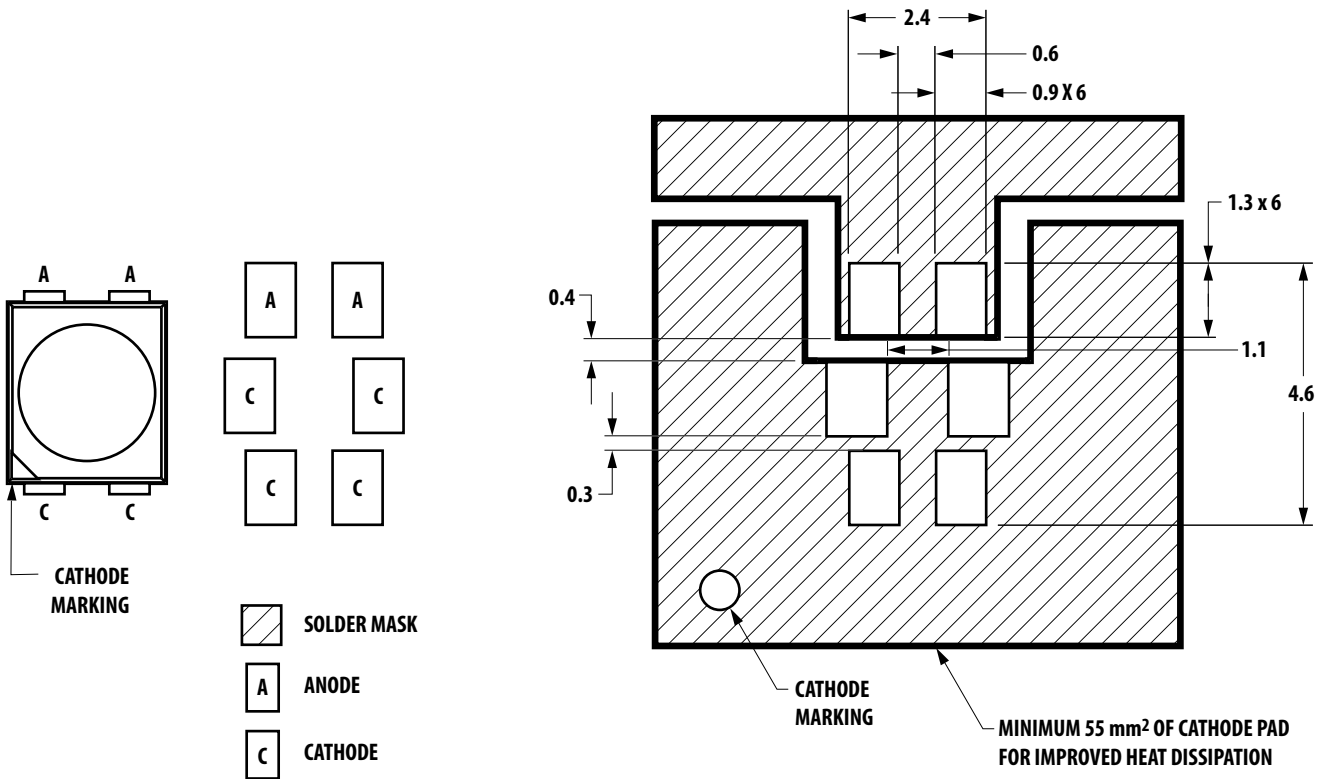 2.4
0.6
0.9 X 6
1.3 x 6
0.4
1.1
4.6
0.3
A A
A A
C C
C C
C C
CATHODE
MARKING
SOLDER MASK
A ANODE
C CATHODE
CATHODE
MARKING
MINIMUM 55 mm² OF CATHODE PAD
FOR IMPROVED HEAT DISSIPATION